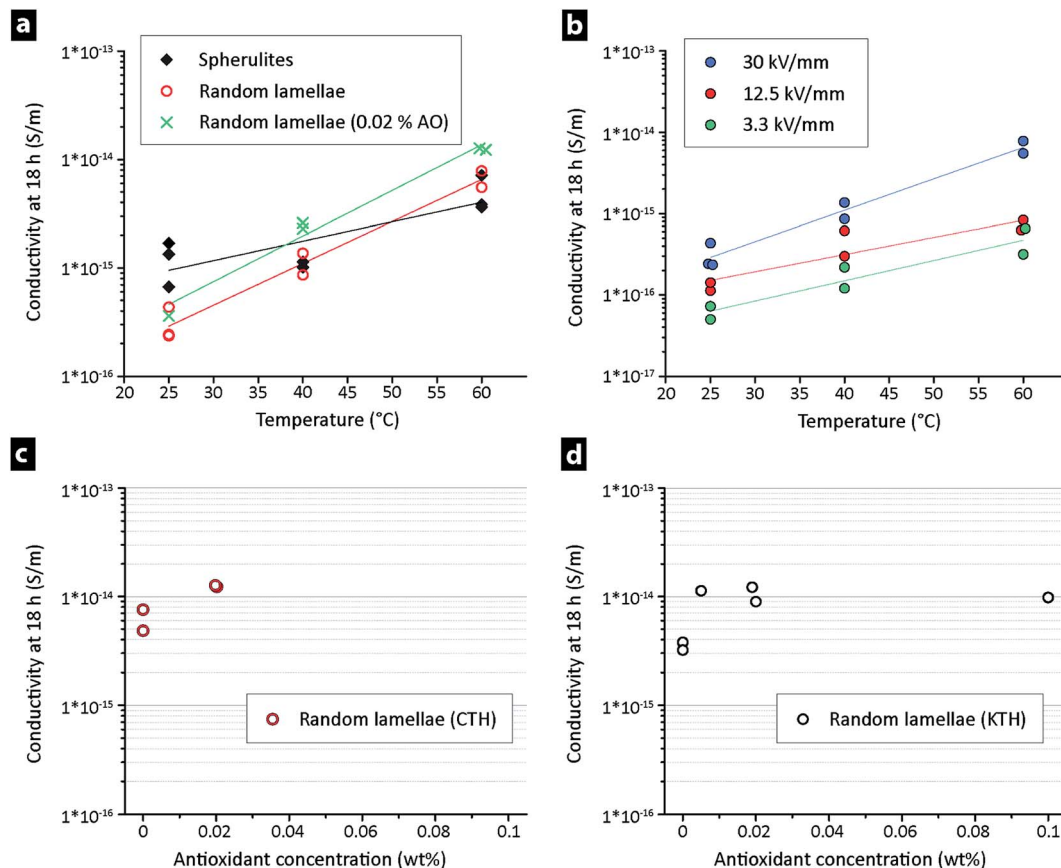 a
1*10-13
1*10-14
1*10-15
1*10-16
Conductivity at 18 h (S/m)
Spherulites
Random lamellae
Random lamellae (0.02 % AO)
20 25 30 35 40 45 50 55 60
Temperature (°C)
b
1*10-13
1*10-14
1*10-15
1*10-16
1*10-17
Conductivity at 18 h (S/m)
30 kV/mm
12.5 kV/mm
3.3 kV/mm
20 25 30 35 40 45 50 55 60
Temperature (°C)
c
1*10-13
1*10-14
1*10-15
1*10-16
Conductivity at 18 h (S/m)
Random lamellae (CTH)
0 0.02 0.04 0.06 0.08 0.1
Antioxidant concentration (wt%)
d
1*10-13
1*10-14
1*10-15
1*10-16
Conductivity at 18 h (S/m)
Random lamellae (KTH)
0 0.02 0.04 0.06 0.08 0.1
Antioxidant concentration (wt%)